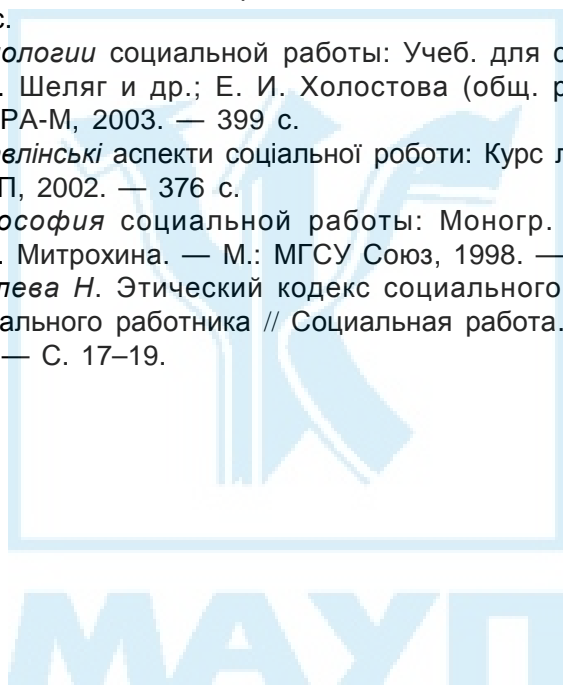 с.
ологии социальной работы: Учеб. для с
. Шеляг и др.; Е. И. Холостова (общ. р
РА-М, 2003. — 399 с.
влінські аспекти соціальної роботи: Курс л
П, 2002. — 376 с.
ософия социальной работы: Моногр.
. Митрохина. — М.: МГСУ Союз, 1998. —
лева Н. Этический кодекс социального
ального работника // Социальная работа.
— С. 17–19.
МАУП